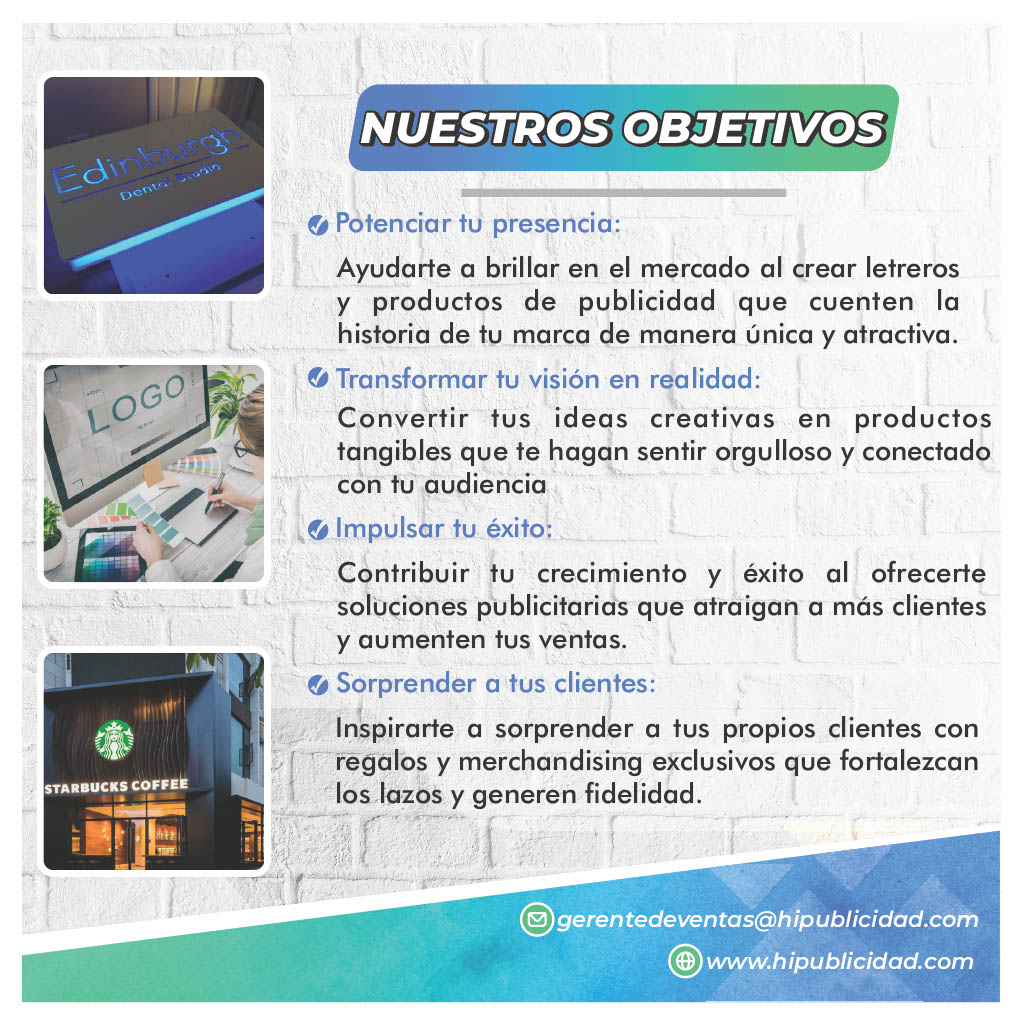 NUESTROS OBJETIVOS
Edinburgh
Dental Studio
Potenciar tu presencia:
Ayudarte a brillar en el mercado al crear letreros
y productos de publicidad que cuenten la
historia de tu marca de manera única y atractiva.
LOGO
Transformar tu visión en realidad:
Convertir tus ideas creativas en productos
tangibles que te hagan sentir orgulloso y conectado
con tu audiencia
Impulsar tu éxito:
Contribuir tu crecimiento y éxito al ofrecerte
soluciones publicitarias que atraigan a más clientes
y aumenten tus ventas.
Sorprender a tus clientes:
Inspirarte a sorprender a tus propios clientes con
regalos y merchandising exclusivos que fortalezcan
los lazos y generen fidelidad.
STARBUCKS COFFEE
gerentedeventas@hipublicidad.com
www.hipublicidad.com